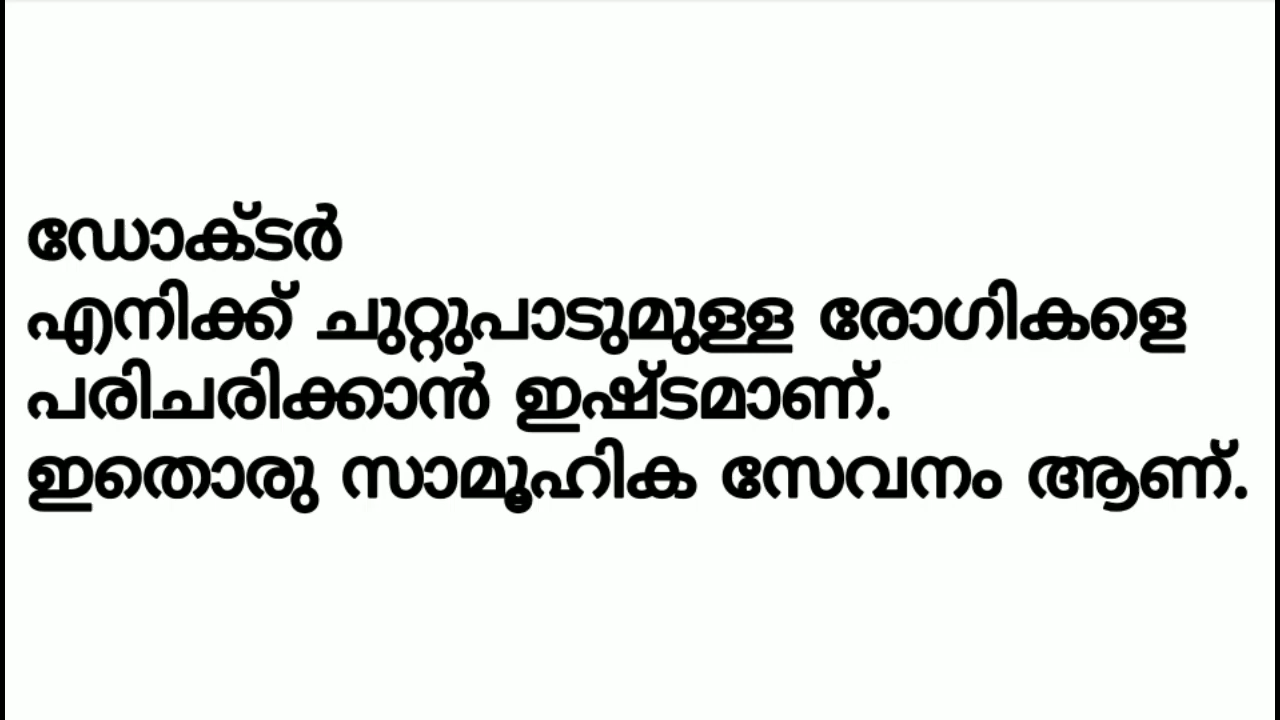 ഡോക്ടർ
എനിക്ക് ചുറ്റുപാടുമുള്ള രോഗികളെ
പരിചരിക്കാൻ ഇഷ്ടമാണ്.
ഇതൊരു സാമൂഹിക സേവനം ആണ്.